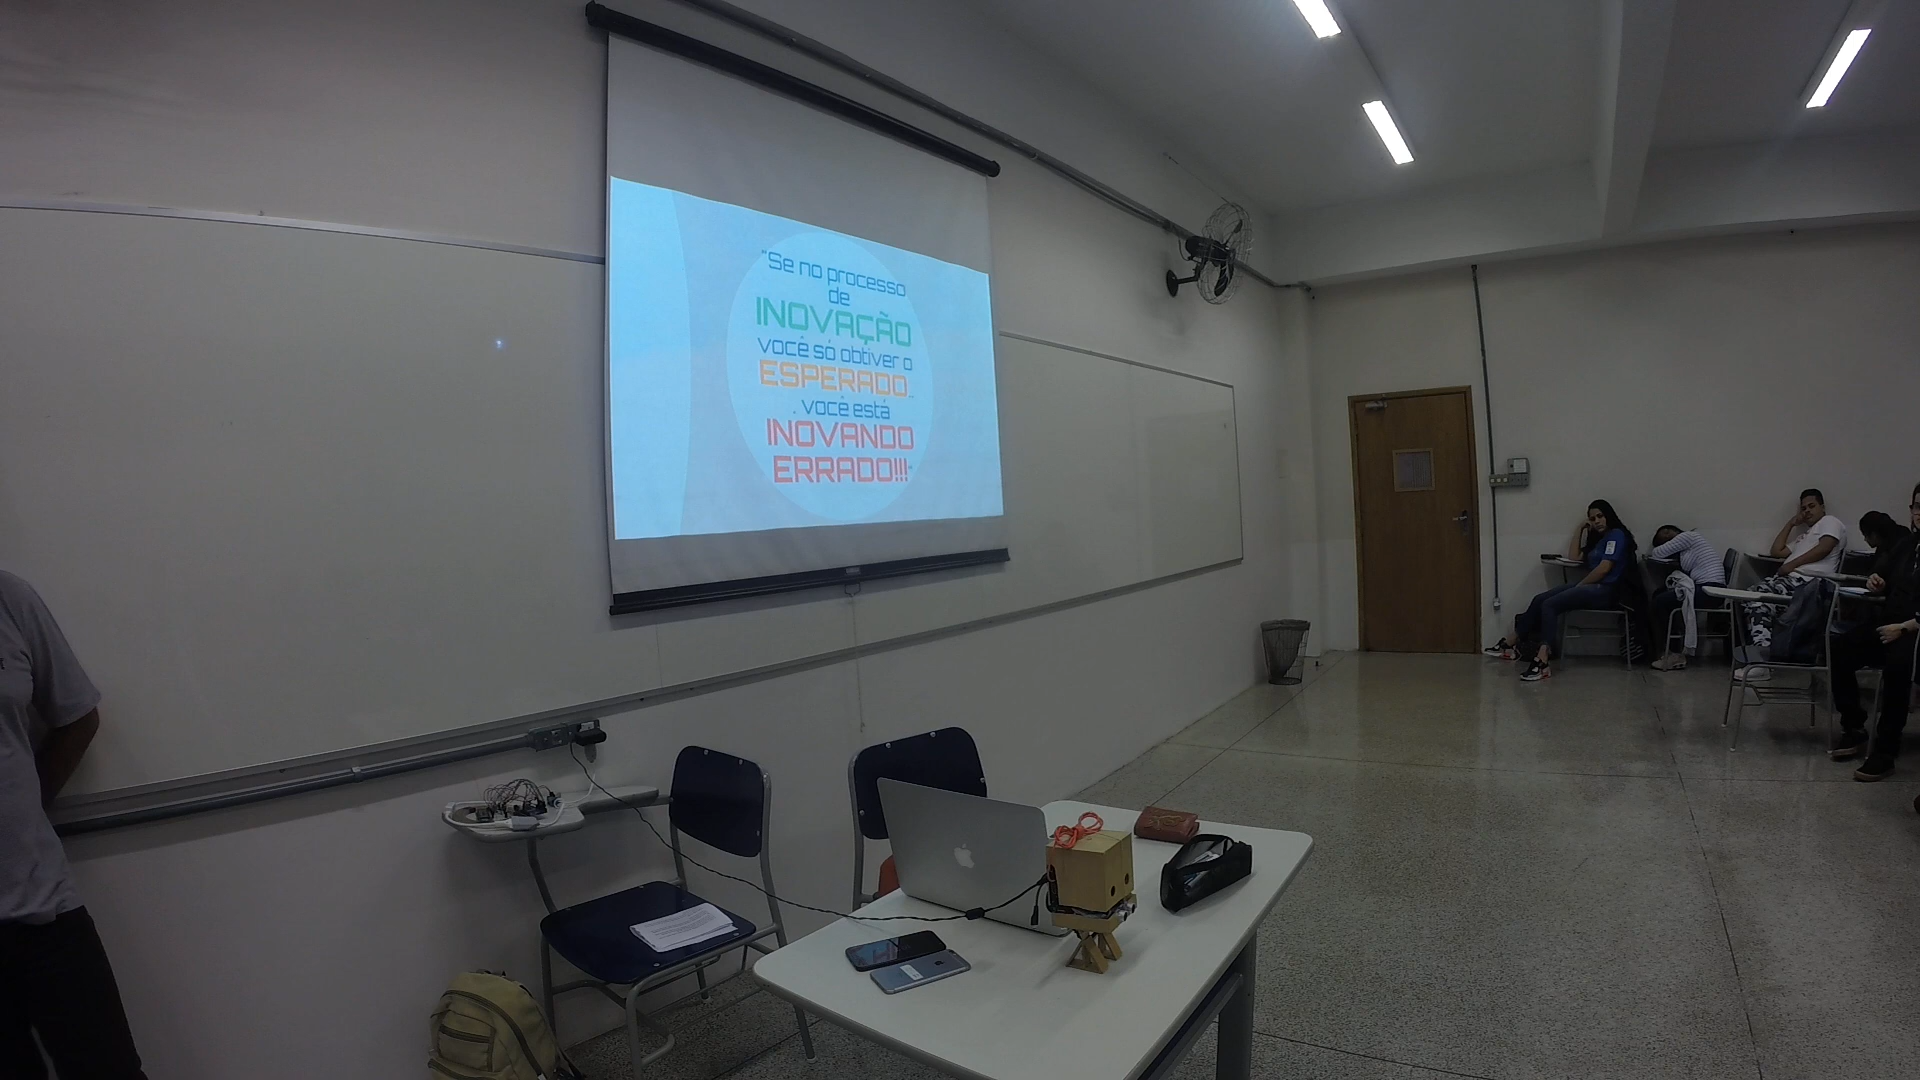 "Se no processo
de
INOVAÇÃO
você só obtiver o
ESPERADO...
você está
INOVANDO
ERRADO!!!"